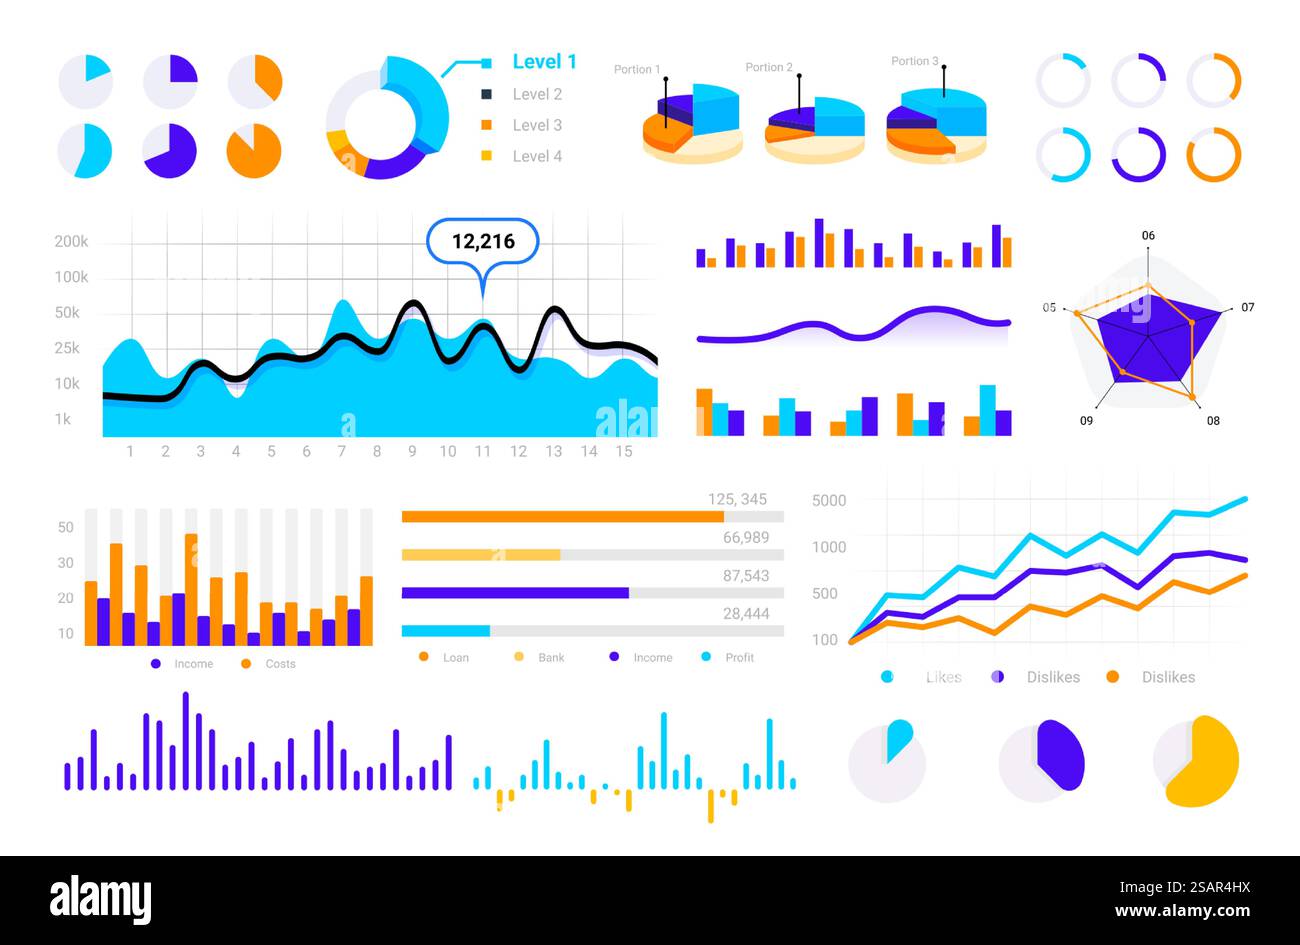 Level 1
Level 2
Level 3
Level 4
Portion 1
Portion 2
Portion 3
200k
100k
50k
25k
10k
1k
12,216
1 2 3 4 5 6 7 8 9 10 11 12 13 14 15
06
05
07
09
08
50
30
20
10
Income Costs
125, 345
66,989
87,543
28,444
Loan Bank Income Profit
5000
1000
500
100
Likes Dislikes Dislikes
alamy
Image ID: 2SAR4HX
www.alamy.com